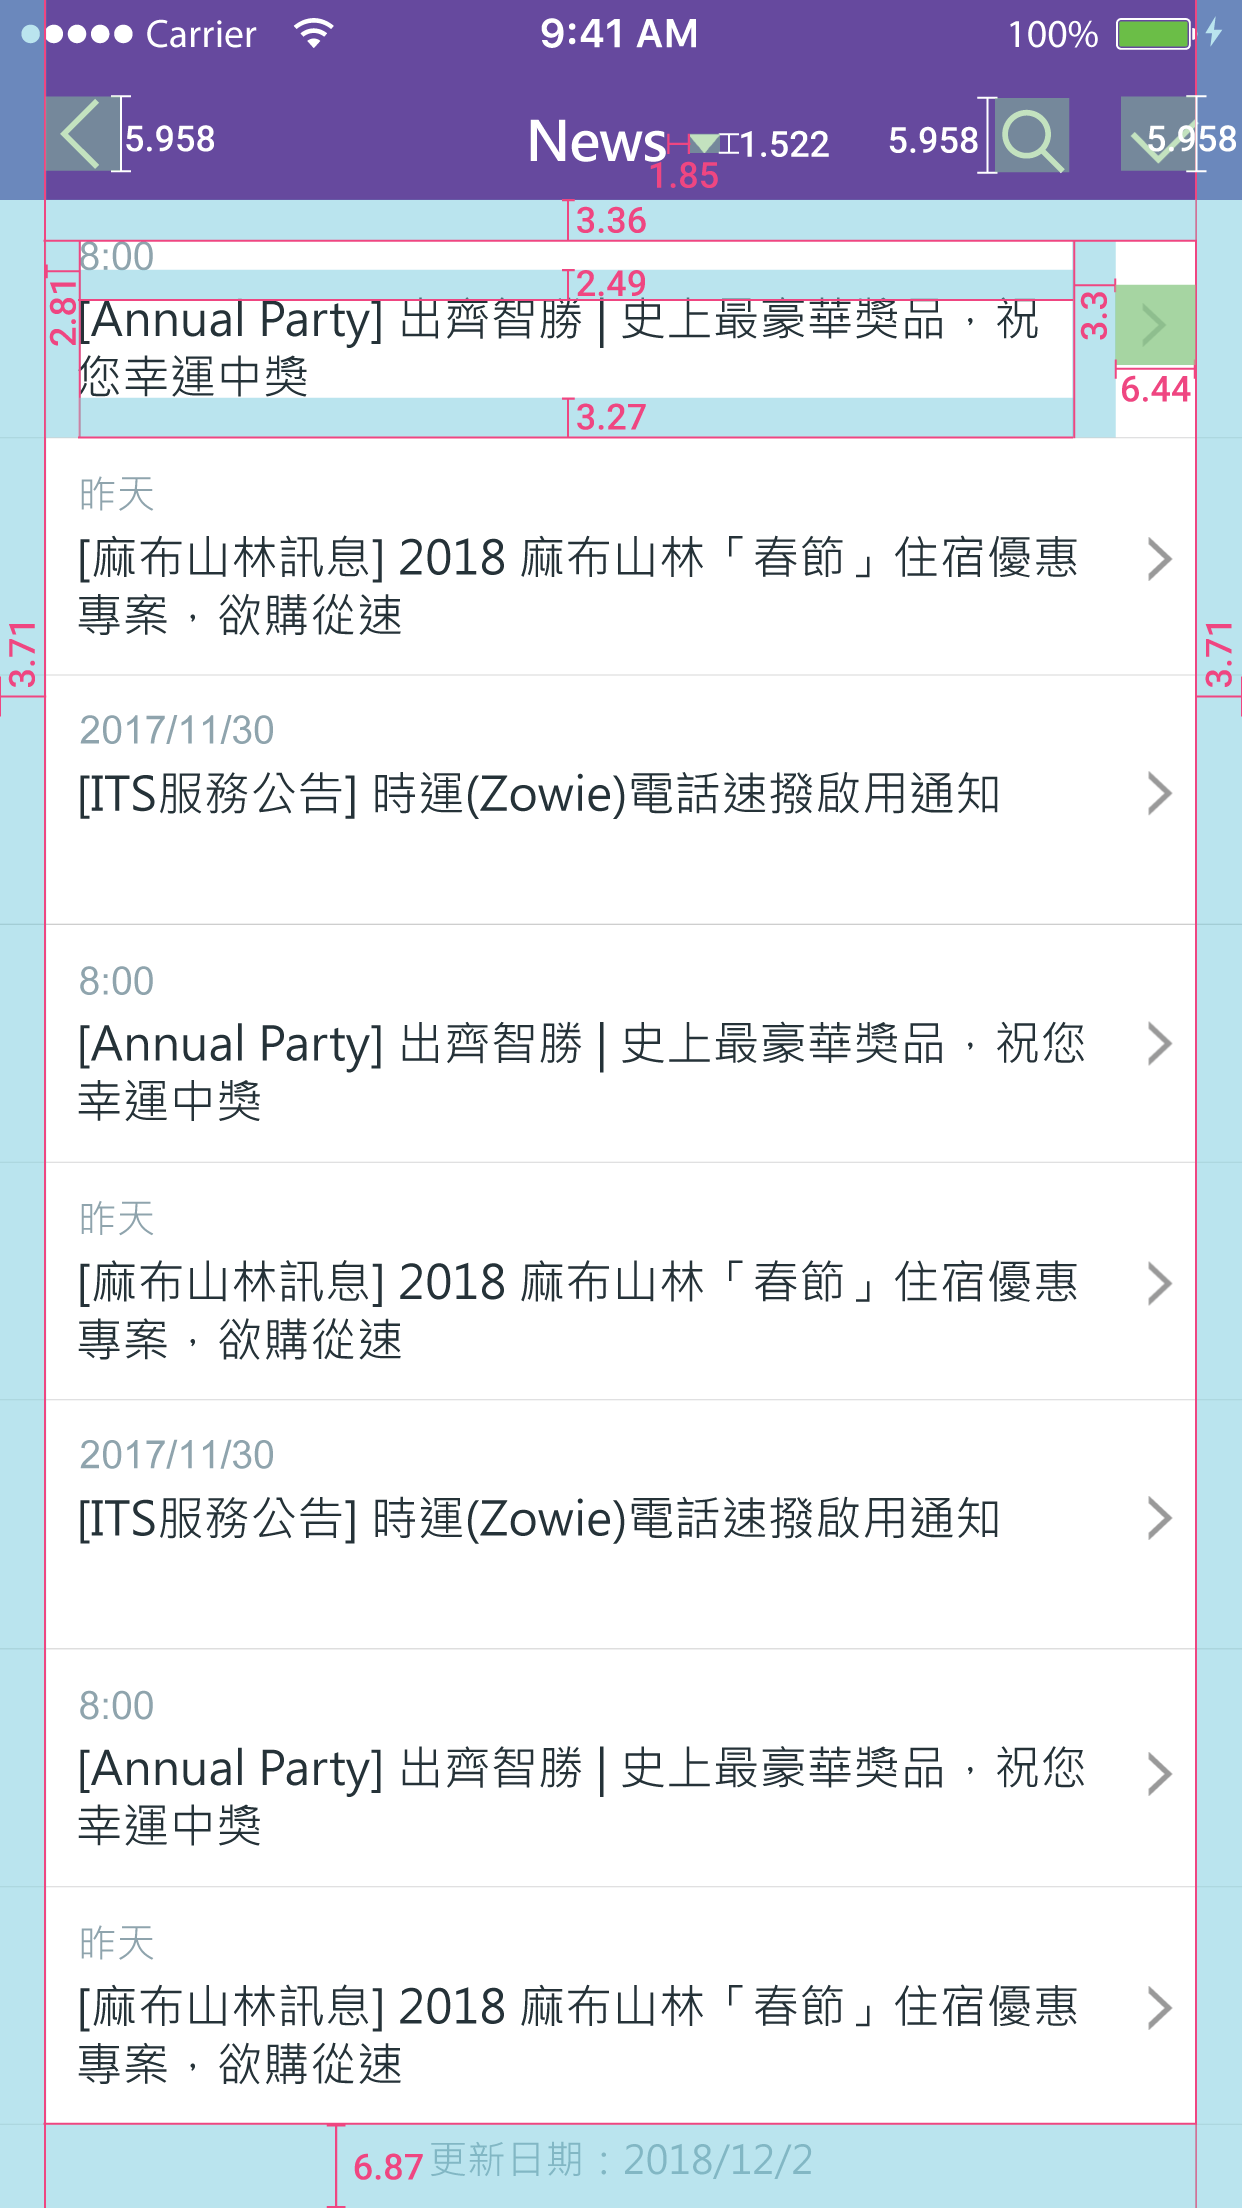 Carrier 9:41 AM 100%
5.958 News 1.522 5.958 5.958
1.85
3.36
8:00
2.49
2.81
[Annual Party] 出齊智勝 | 史上最豪華獎品，祝
您幸運中獎
3.3
6.44
3.27
昨天
[麻布山林訊息] 2018 麻布山林「春節」住宿優惠
專案，欲購從速
3.71
3.71
2017/11/30
[ITS服務公告] 時運(Zowie)電話速撥啟用通知
8:00
[Annual Party] 出齊智勝 | 史上最豪華獎品，祝您
幸運中獎
昨天
[麻布山林訊息] 2018 麻布山林「春節」住宿優惠
專案，欲購從速
2017/11/30
[ITS服務公告] 時運(Zowie)電話速撥啟用通知
8:00
[Annual Party] 出齊智勝 | 史上最豪華獎品，祝您
幸運中獎
昨天
[麻布山林訊息] 2018 麻布山林「春節」住宿優惠
專案，欲購從速
6.87 更新日期：2018/12/2